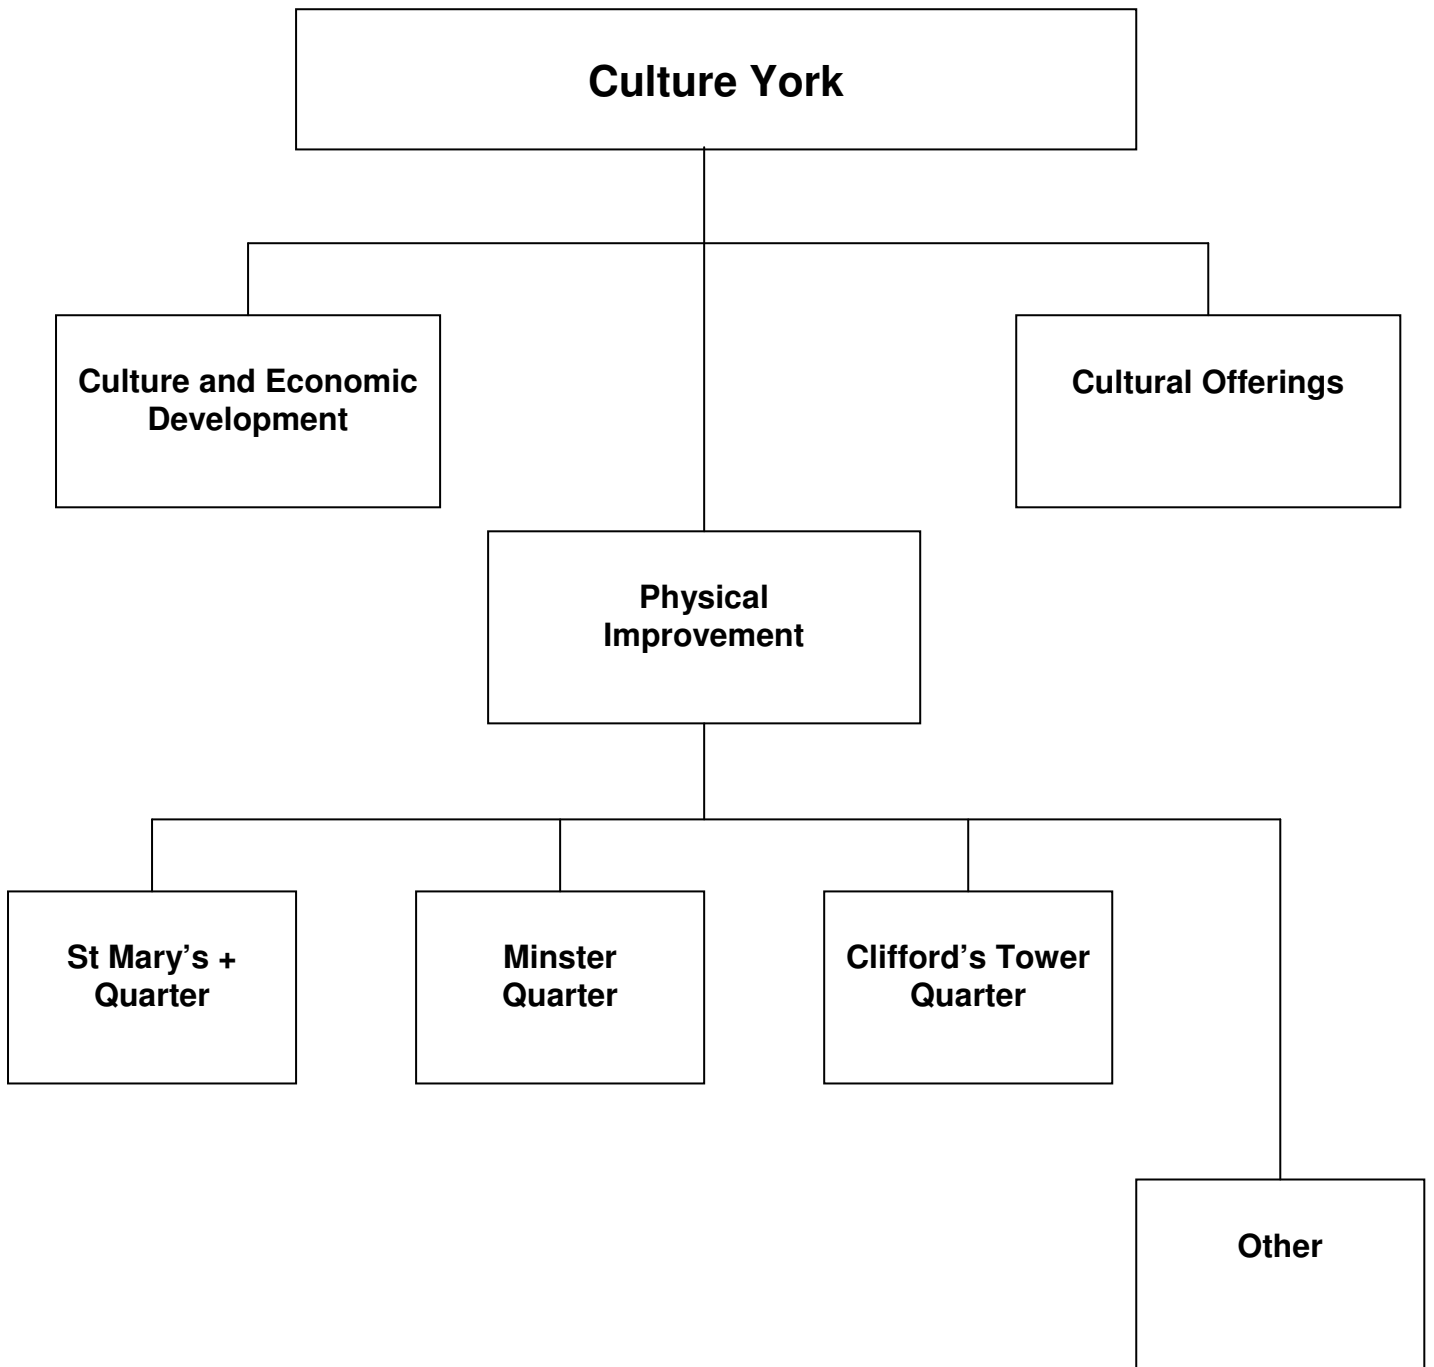 Culture York
Culture and Economic
Development
Cultural Offerings
Physical
Improvement
St Mary’s +
Quarter
Minster
Quarter
Clifford’s Tower
Quarter
Other